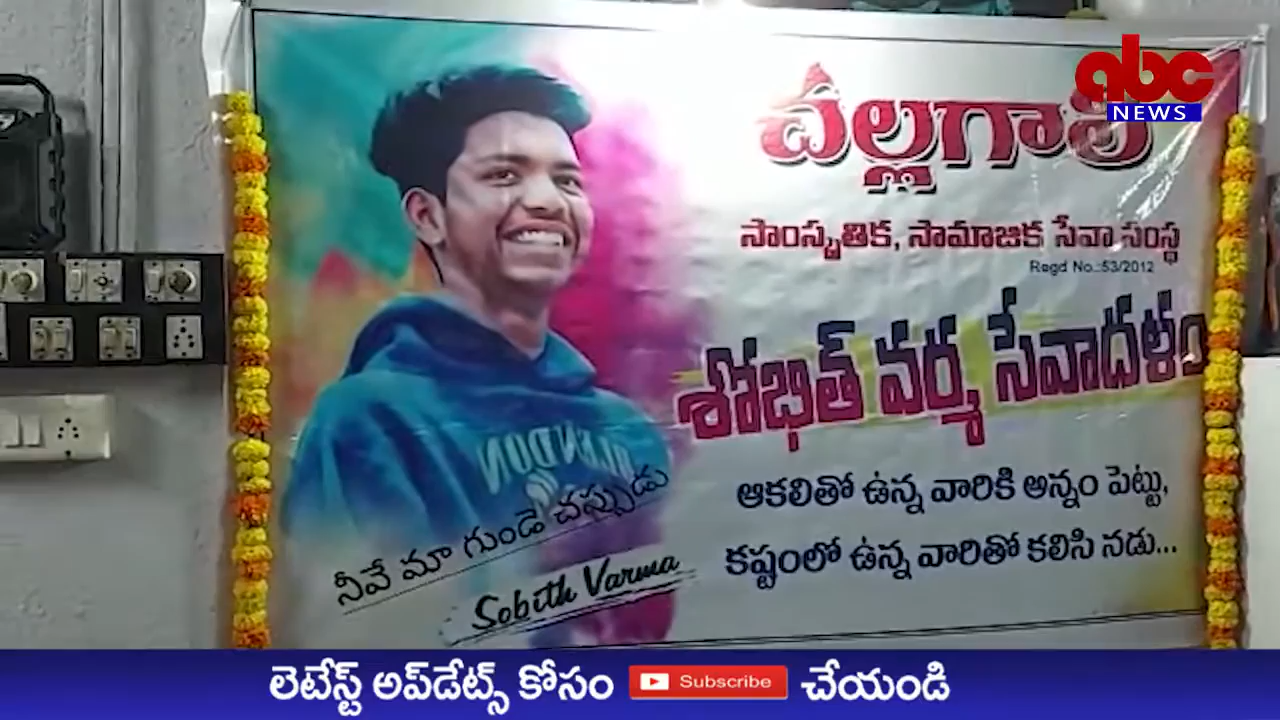 abc
NEWS
చల్లగాలి
సాంస్కృతిక, సామాజిక సేవా సంస్థ
Regd No.:53/2012
శోభిత్ వర్మ సేవాదళం
ఆకలితో ఉన్న వారికి అన్నం పెట్టు,
కష్టంలో ఉన్న వారితో కలిసి నడు...
నీవే మా గుండె చప్పుడు
Sobith Varma
లెటేస్ట్ అప్‌డేట్స్ కోసం Subscribe చేయండి